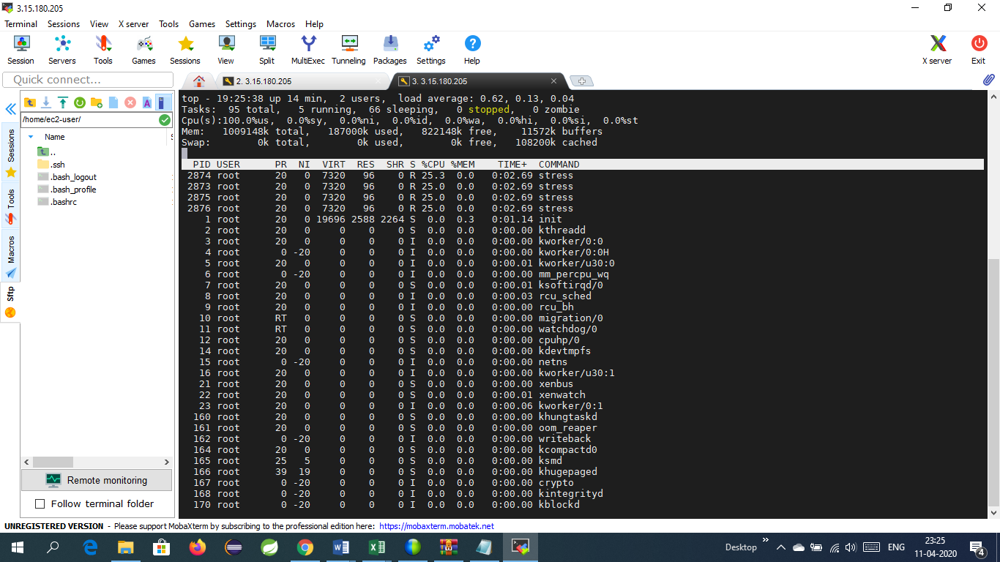 3.15.180.205
Terminal Sessions View X server Tools Games Settings Macros Help
Session Servers Tools Games Sessions View Split MultiExec Tunneling Packages Settings Help X server Exit
Quick connect...
2. 3.15.180.205
3. 3.15.180.205
/home/ec2-user/
Name
..
.ssh
.bash_logout
.bash_profile
.bashrc
Sessions
Tools
Macros
Sftp
Remote monitoring
Follow terminal folder
top - 19:25:38 up 14 min, 2 users, load average: 0.62, 0.13, 0.04
Tasks: 95 total, 5 running, 66 sleeping, 0 stopped, 0 zombie
Cpu(s):100.0%us, 0.0%sy, 0.0%ni, 0.0%id, 0.0%wa, 0.0%hi, 0.0%si, 0.0%st
Mem: 1009148k total, 187000k used, 822148k free, 11572k buffers
Swap: 0k total, 0k used, 0k free, 108200k cached
PID USER PR NI VIRT RES SHR S %CPU %MEM TIME+ COMMAND
2874 root 20 0 7320 96 0 R 25.3 0.0 0:02.69 stress
2873 root 20 0 7320 96 0 R 25.0 0.0 0:02.69 stress
2875 root 20 0 7320 96 0 R 25.0 0.0 0:02.69 stress
2876 root 20 0 7320 96 0 R 25.0 0.0 0:02.69 stress
1 root 20 0 19696 2588 2264 S 0.0 0.3 0:01.14 init
2 root 20 0 0 0 0 S 0.0 0.0 0:00.00 kthreadd
3 root 20 0 0 0 0 I 0.0 0.0 0:00.00 kworker/0:0
4 root 0 -20 0 0 0 I 0.0 0.0 0:00.00 kworker/0:0H
5 root 20 0 0 0 0 I 0.0 0.0 0:00.01 kworker/u30:0
6 root 0 -20 0 0 0 I 0.0 0.0 0:00.00 mm_percpu_wq
7 root 20 0 0 0 0 S 0.0 0.0 0:00.01 ksoftirqd/0
8 root 20 0 0 0 0 I 0.0 0.0 0:00.03 rcu_sched
9 root 20 0 0 0 0 I 0.0 0.0 0:00.00 rcu_bh
10 root RT 0 0 0 0 S 0.0 0.0 0:00.00 migration/0
11 root RT 0 0 0 0 S 0.0 0.0 0:00.00 watchdog/0
12 root 20 0 0 0 0 S 0.0 0.0 0:00.00 cpuhp/0
14 root 20 0 0 0 0 S 0.0 0.0 0:00.00 kdevtmpfs
15 root 0 -20 0 0 0 I 0.0 0.0 0:00.00 netns
16 root 20 0 0 0 0 I 0.0 0.0 0:00.00 kworker/u30:1
21 root 20 0 0 0 0 S 0.0 0.0 0:00.00 xenbus
22 root 20 0 0 0 0 S 0.0 0.0 0:00.01 xenwatch
23 root 20 0 0 0 0 I 0.0 0.0 0:00.06 kworker/0:1
160 root 20 0 0 0 0 S 0.0 0.0 0:00.00 khungtaskd
161 root 20 0 0 0 0 S 0.0 0.0 0:00.00 oom_reaper
162 root 0 -20 0 0 0 I 0.0 0.0 0:00.00 writeback
164 root 20 0 0 0 0 S 0.0 0.0 0:00.00 kcompactd0
165 root 25 5 0 0 0 S 0.0 0.0 0:00.00 ksmd
166 root 39 19 0 0 0 S 0.0 0.0 0:00.00 khugepaged
167 root 0 -20 0 0 0 I 0.0 0.0 0:00.00 crypto
168 root 0 -20 0 0 0 I 0.0 0.0 0:00.00 kintegrityd
170 root 0 -20 0 0 0 I 0.0 0.0 0:00.00 kblockd
UNREGISTERED VERSION - Please support MobaXterm by subscribing to the professional edition here: https://mobaxterm.mobatek.net
Desktop
ENG
23:25
11-04-2020
4